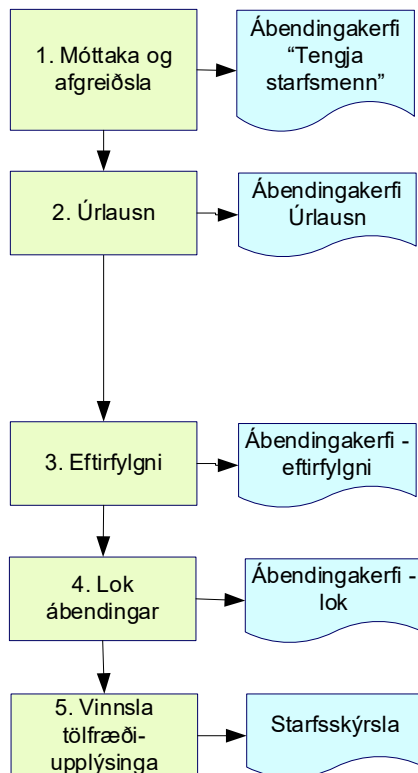 1. Móttaka og
afgreiðsla
Ábendingakerfi
“Tengja
starfsmenn”
2. Úrlausn
Ábendingakerfi
Úrlausn
3. Eftirfylgni
Ábendingakerfi -
eftirfylgni
4. Lok
ábendingar
Ábendingakerfi -
lok
5. Vinnsla
tölfræði-
upplýsinga
Starfsskýrsla